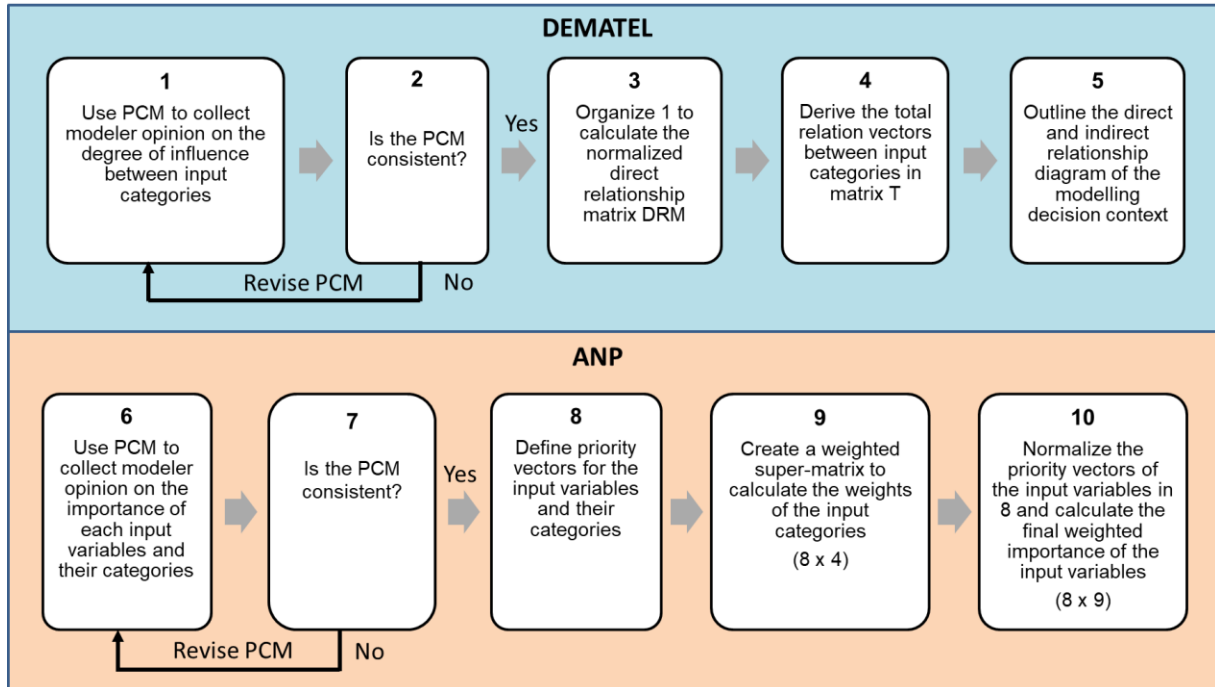 DEMATEL
1
Use PCM to collect
modeler opinion on the
degree of influence
between input
categories
2
Is the PCM
consistent?
Yes
3
Organize 1 to
calculate the
normalized
direct
relationship
matrix DRM
4
Derive the total
relation vectors
between input
categories in
matrix T
5
Outline the direct
and indirect
relationship
diagram of the
modelling
decision context
Revise PCM
No
ANP
6
Use PCM to
collect modeler
opinion on the
importance of
each input
variables and
their categories
7
Is the PCM
consistent?
Yes
8
Define priority
vectors for the
input variables
and their
categories
9
Create a weighted
super-matrix to
calculate the weights
of the input
categories
(8 x 4)
10
Normalize the
priority vectors of
the input variables in
8 and calculate the
final weighted
importance of the
input variables
(8 x 9)
Revise PCM
No